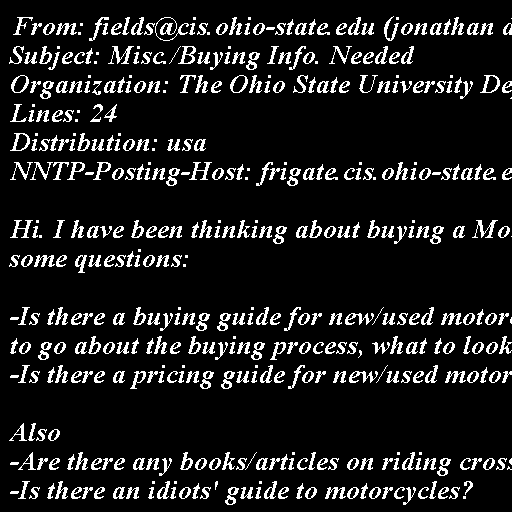 From: fields@cis.ohio-state.edu (jonathan
Subject: Misc./Buying Info. Needed
Organization: The Ohio State University
Lines: 24
Distribution: usa
NNTP-Posting-Host: frigate.cis.ohio-state.e
Hi. I have been thinking about buying a Mo
some questions:
-Is there a buying guide for new/used motor
to go about the buying process, what to look
-Is there a pricing guide for new/used motor
Also
-Are there any books/articles on riding cross
-Is there an idiots' guide to motorcycles?